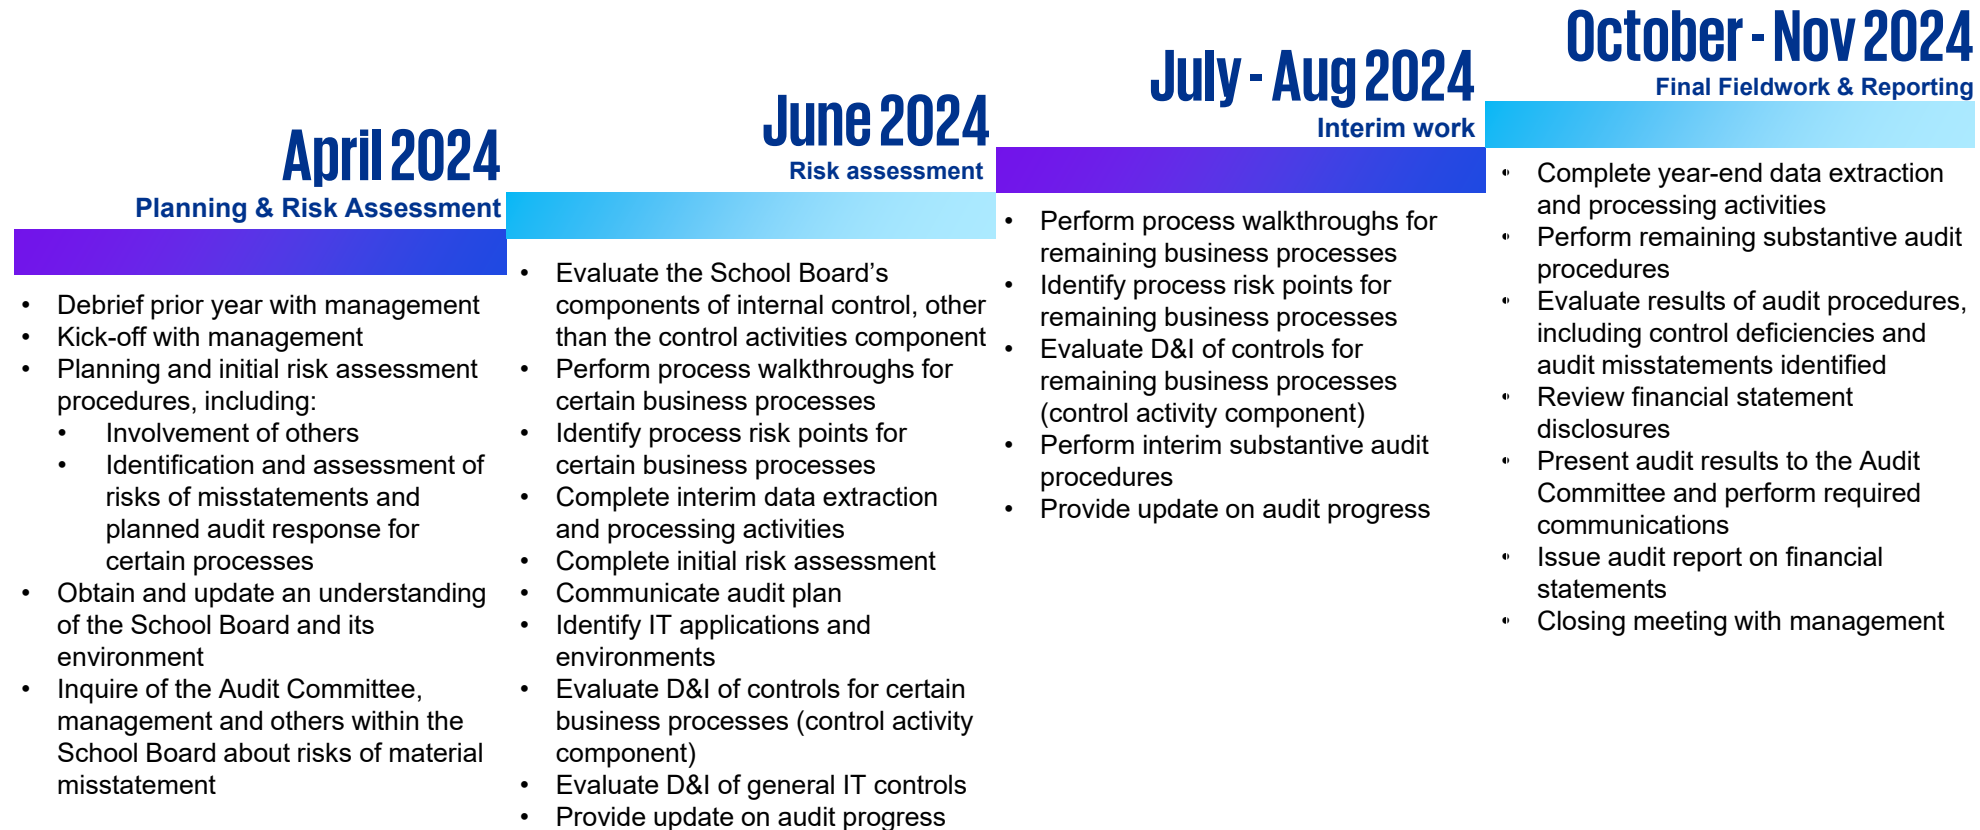 April 2024
Planning & Risk Assessment
• Debrief prior year with management
• Kick-off with management
• Planning and initial risk assessment
procedures, including:
• Involvement of others
• Identification and assessment of
risks of misstatements and
planned audit response for
certain processes
• Obtain and update an understanding
of the School Board and its
environment
• Inquire of the Audit Committee,
management and others within the
School Board about risks of material
misstatement
June 2024
Risk assessment
• Evaluate the School Board’s
components of internal control, other
than the control activities component
• Perform process walkthroughs for
certain business processes
• Identify process risk points for
certain business processes
• Complete interim data extraction
and processing activities
• Complete initial risk assessment
• Communicate audit plan
• Identify IT applications and
environments
• Evaluate D&I of controls for certain
business processes (control activity
component)
• Evaluate D&I of general IT controls
• Provide update on audit progress
July - Aug 2024
Interim work
• Perform process walkthroughs for
remaining business processes
• Identify process risk points for
remaining business processes
• Evaluate D&I of controls for
remaining business processes
(control activity component)
• Perform interim substantive audit
procedures
• Provide update on audit progress
October - Nov 2024
Final Fieldwork & Reporting
• Complete year-end data extraction
and processing activities
• Perform remaining substantive audit
procedures
• Evaluate results of audit procedures,
including control deficiencies and
audit misstatements identified
• Review financial statement
disclosures
• Present audit results to the Audit
Committee and perform required
communications
• Issue audit report on financial
statements
• Closing meeting with management